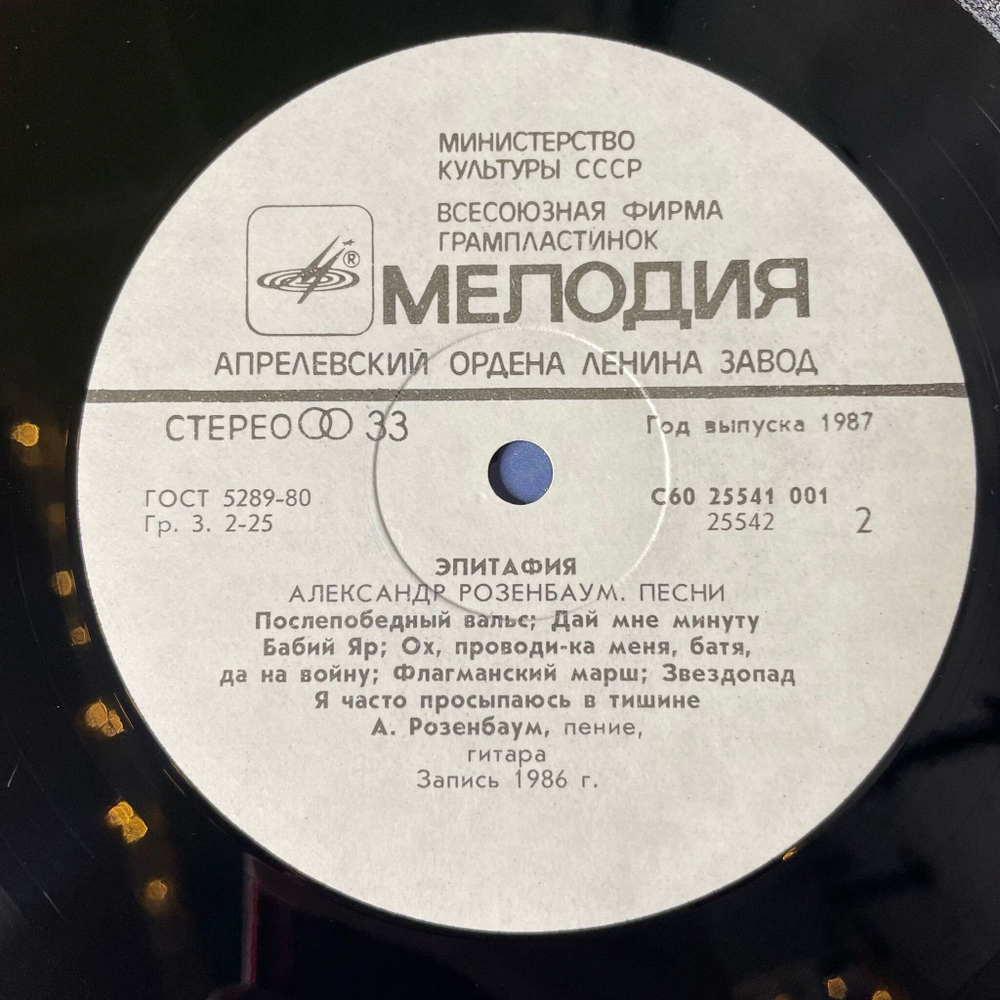 МИНИСТЕРСТВО
КУЛЬТУРЫ СССР
ВСЕСОЮЗНАЯ ФИРМА
ГРАМПЛАСТИНОК
®
МЕЛОДИЯ
АПРЕЛЕВСКИЙ ОРДЕНА ЛЕНИНА ЗАВОД
СТЕРЕО 33
Год выпуска 1987
ГОСТ 5289-80
Гр. 3. 2-25
С60 25541 001
25542
2
ЭПИТАФИЯ
АЛЕКСАНДР РОЗЕНБАУМ. ПЕСНИ
Послепобедный вальс; Дай мне минуту
Бабий Яр; Ох, проводи-ка меня, батя,
да на войну; Флагманский марш; Звездопад
Я часто просыпаюсь в тишине
А. Розенбаум, пение,
гитара
Запись 1986 г.